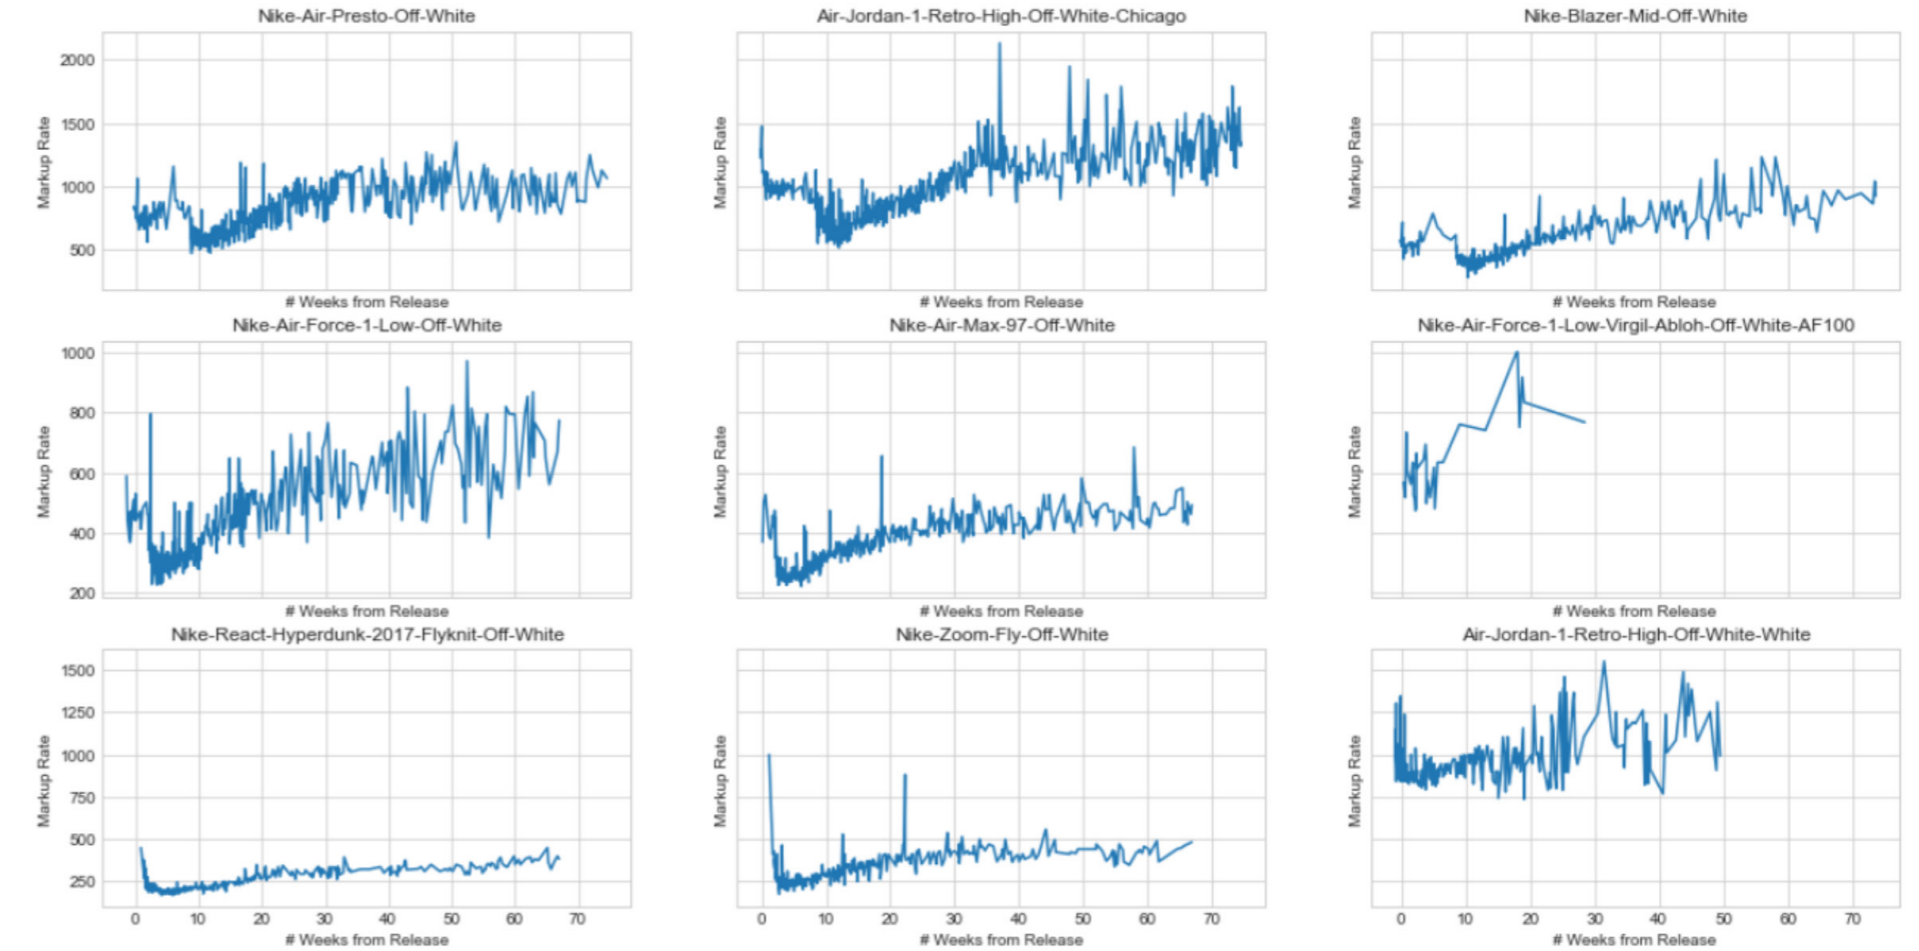 Nike-Air-Presto-Off-White
Air-Jordan-1-Retro-High-Off-White-Chicago
Nike-Blazer-Mid-Off-White
2000
1500
1000
500
Markup Rate
Markup Rate
Markup Rate
# Weeks from Release
# Weeks from Release
# Weeks from Release
Nike-Air-Force-1-Low-Off-White
Nike-Air-Max-97-Off-White
Nike-Air-Force-1-Low-Virgil-Abloh-Off-White-AF100
1000
800
600
400
200
Markup Rate
Markup Rate
Markup Rate
# Weeks from Release
# Weeks from Release
# Weeks from Release
Nike-React-Hyperdunk-2017-Flyknit-Off-White
Nike-Zoom-Fly-Off-White
Air-Jordan-1-Retro-High-Off-White-White
1500
1250
1000
750
500
250
Markup Rate
Markup Rate
Markup Rate
0 10 20 30 40 50 60 70
0 10 20 30 40 50 60 70
0 10 20 30 40 50 60 70
# Weeks from Release
# Weeks from Release
# Weeks from Release